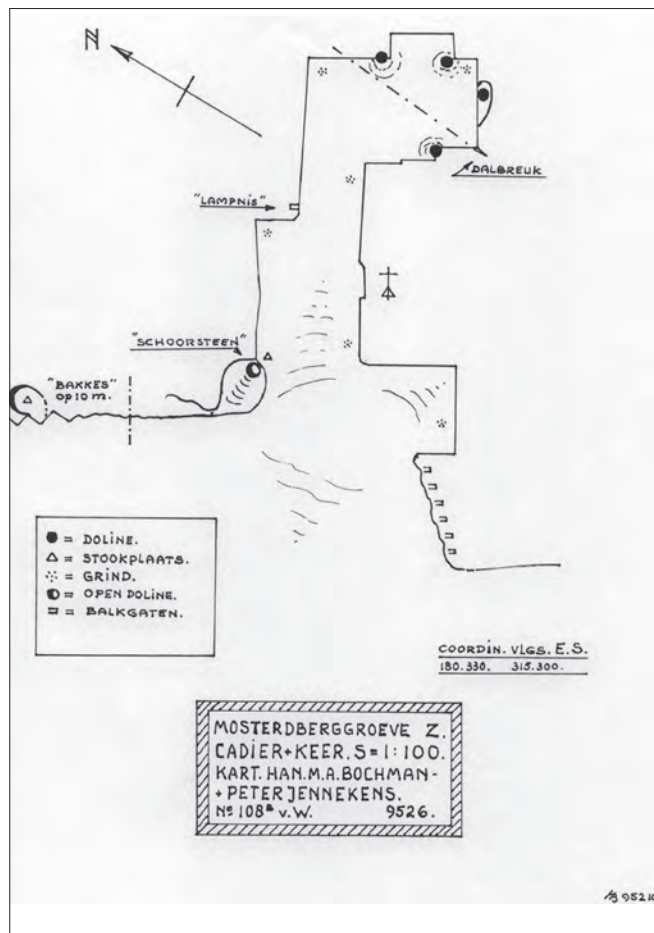 N
DALBREUK
"LAMPNIS"
"SCHOORSTEEN"
"BAKKES"
op 10 m.
= DOLINE.
= STOOKPLAATS.
= GRIND.
= OPEN DOLINE.
= BALKGATEN.
COORDIN. VLGS. E.S.
180.330. 315.300.
MOSTERDBERGGROEVE Z.
CADIER + KEER. S = 1:100.
KART. HAN. M.A. BOCHMAN -
+ PETER JENNEKENS.
No 108a v. W. 9526.